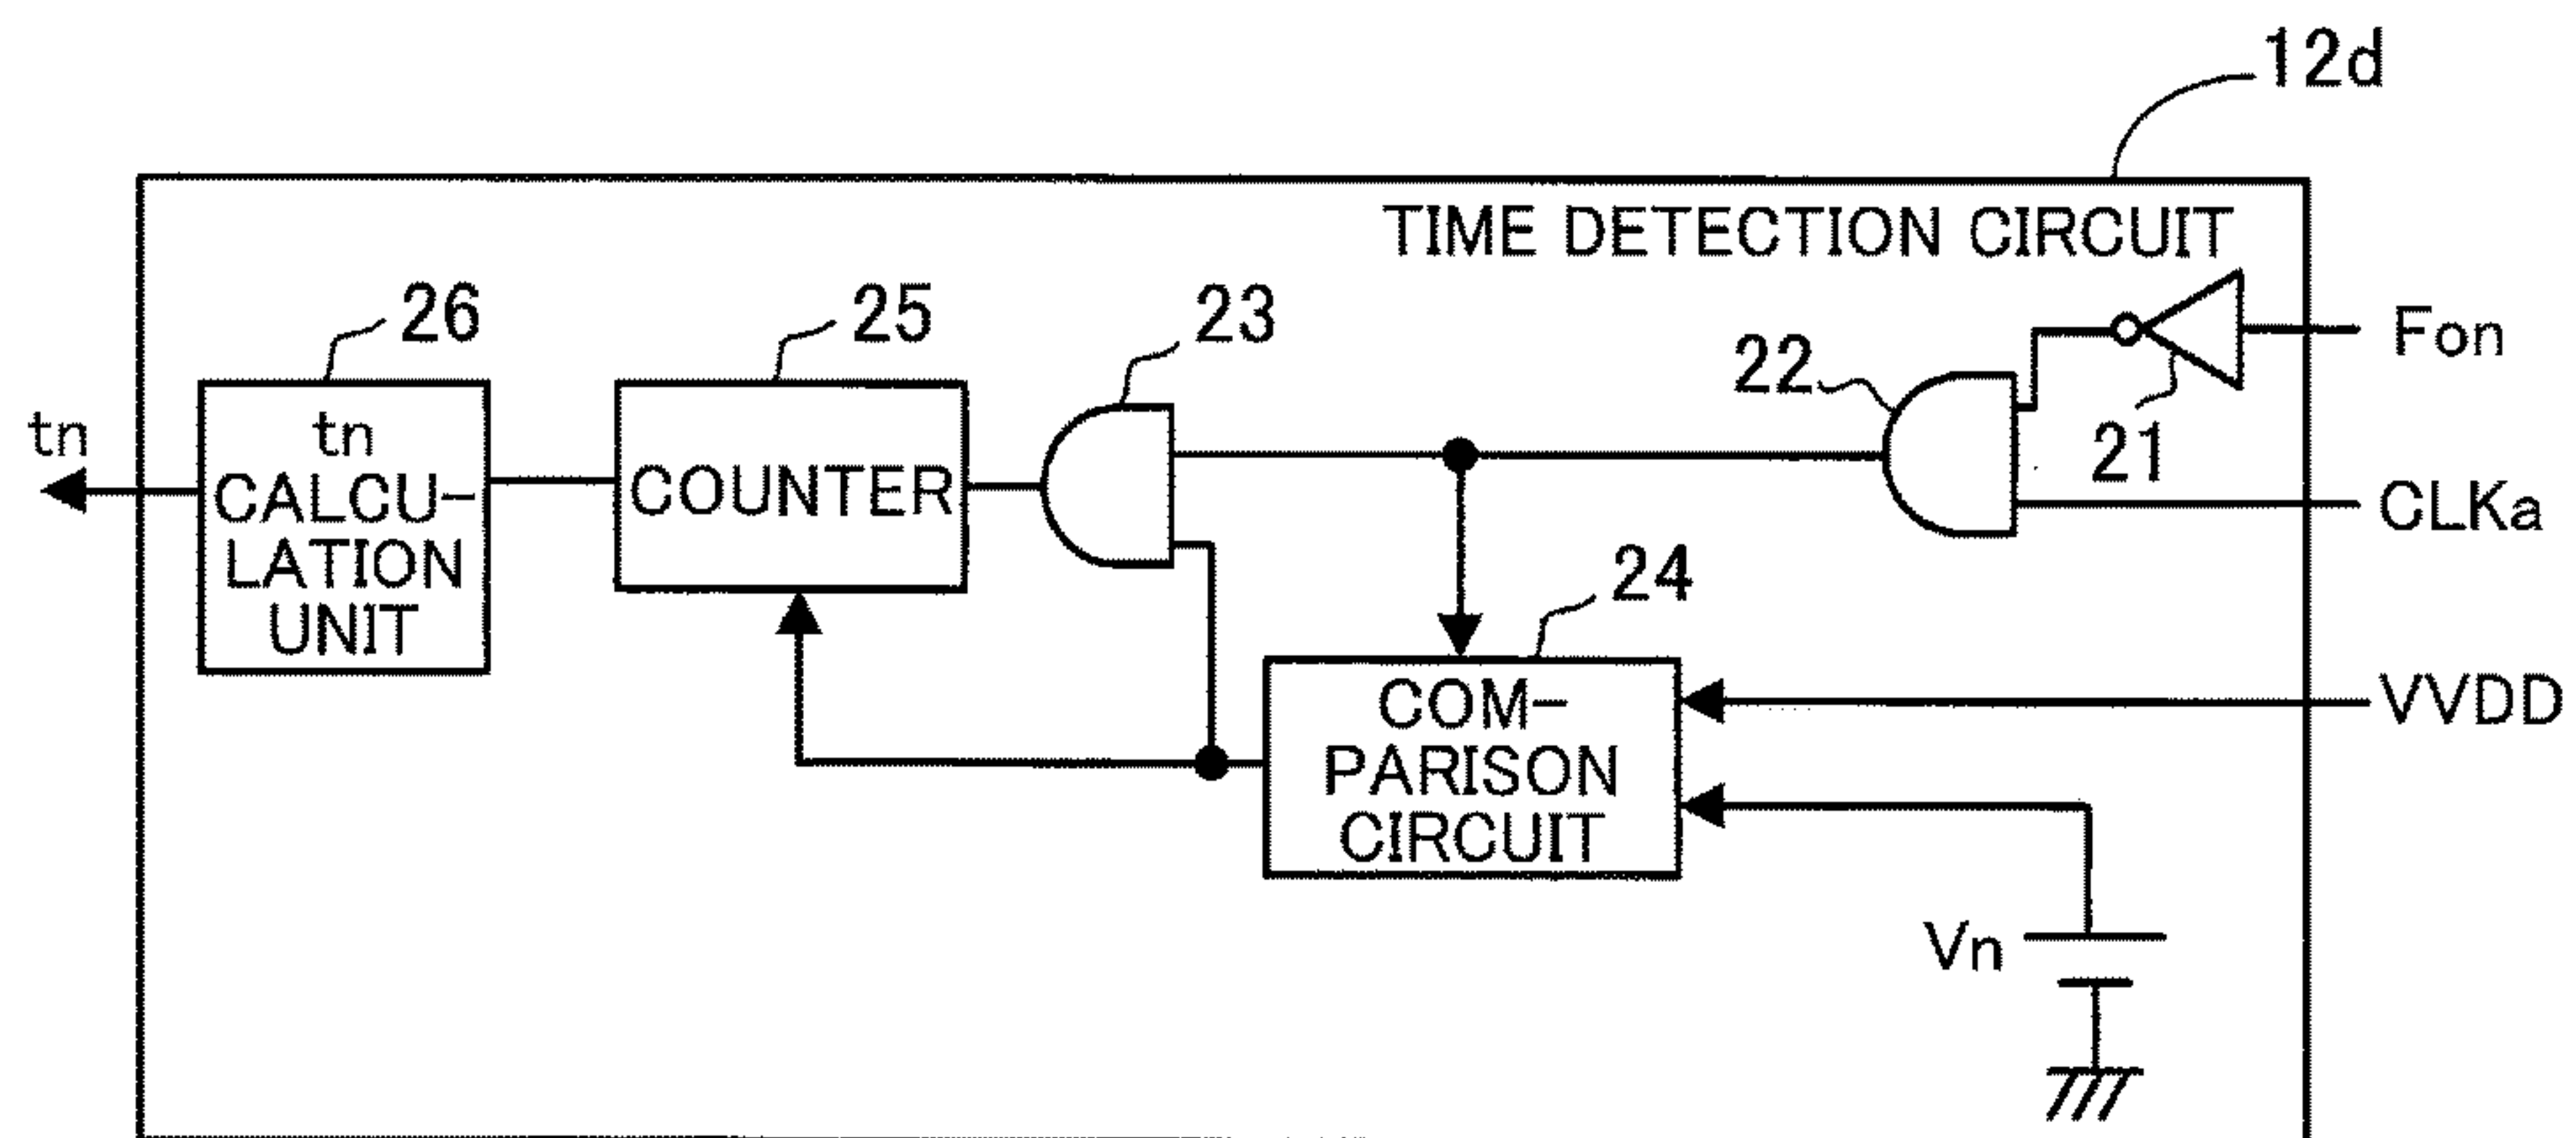 12d
TIME DETECTION CIRCUIT
26
25
23
22
21
Fon
tn
tn
CALCU-
LATION
UNIT
COUNTER
CLKa
24
COM-
PARISON
CIRCUIT
VVDD
Vn